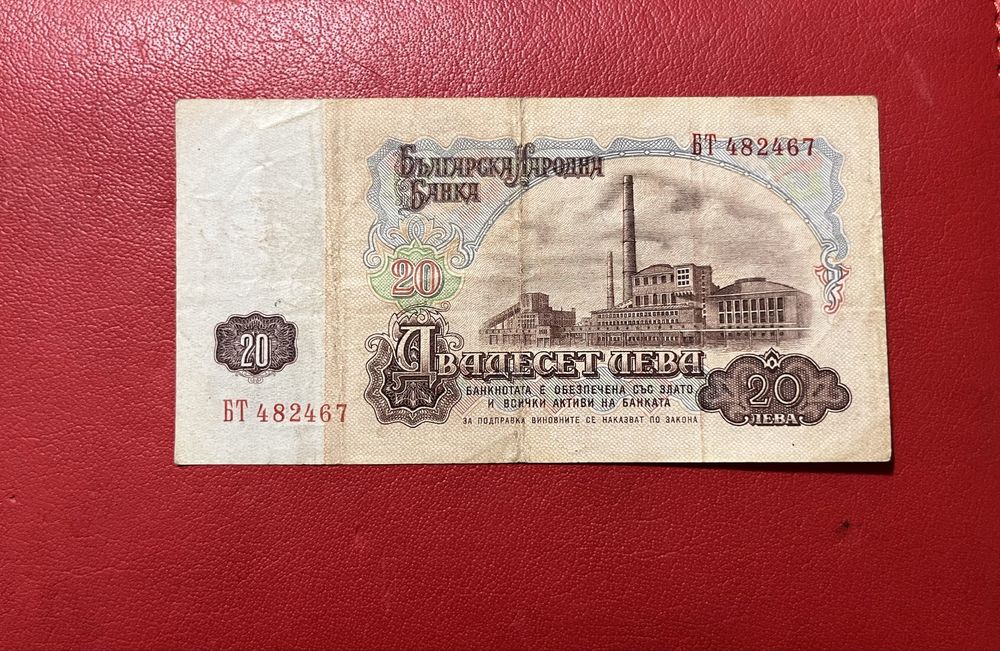 БЪЛГАРСКА НАРОДНА
БАНКА
БТ 482467
20
ДВАДЕСЕТ ЛЕВА
БАНКНОТАТА Е ОБЕЗПЕЧЕНА СЪС ЗЛАТО
И ВСИЧКИ АКТИВИ НА БАНКАТА
ЗА ПОДПРАВКА ВИНОВНИТЕ СЕ НАКАЗВАТ ПО ЗАКОНА
20
ЛЕВА
20
БТ 482467